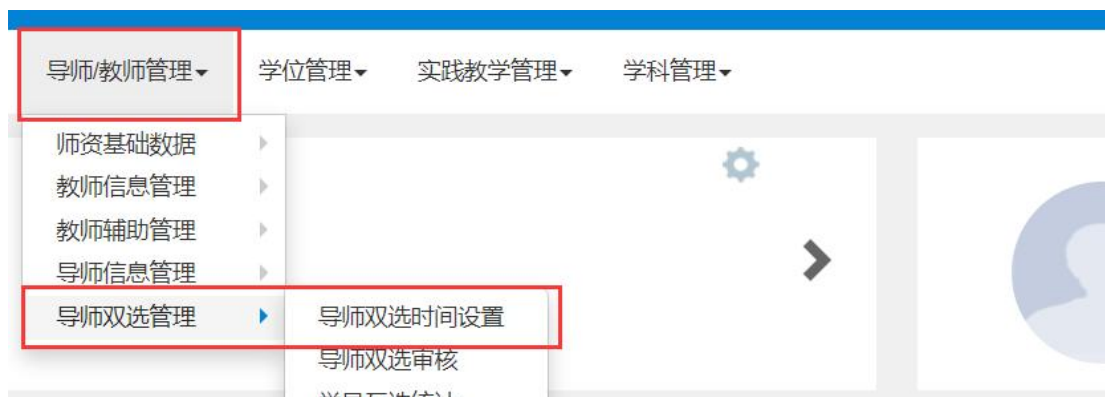 导师/教师管理 学位管理 实践教学管理 学科管理
师资基础数据
教师信息管理
教师辅助管理
导师信息管理
导师双选管理 导师双选时间设置
导师双选审核